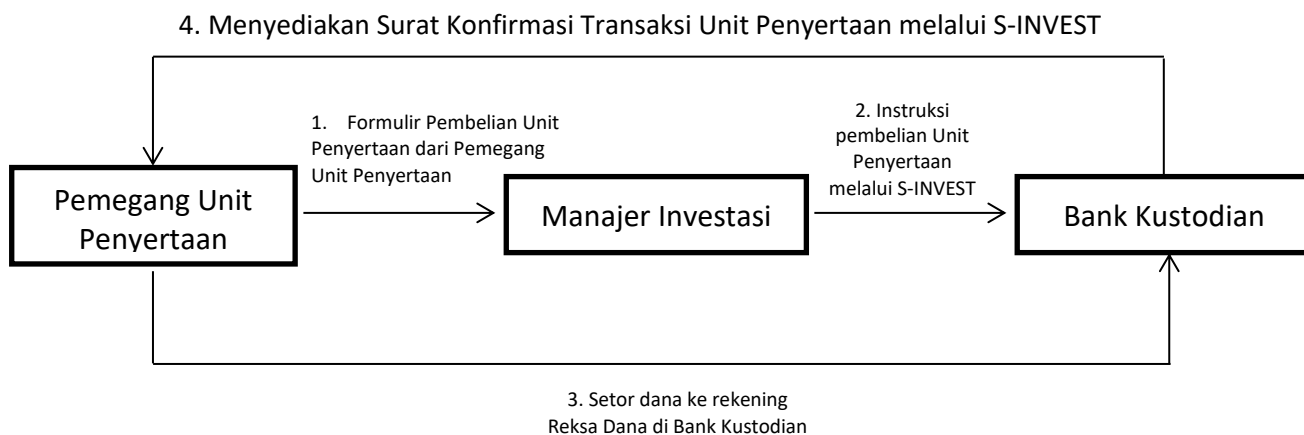 4. Menyediakan Surat Konfirmasi Transaksi Unit Penyertaan melalui S-INVEST
1. Formulir Pembelian Unit
Penyertaan dari Pemegang
Unit Penyertaan
2. Instruksi
pembelian Unit
Penyertaan
melalui S-INVEST
Pemegang Unit
Penyertaan
Manajer Investasi
Bank Kustodian
3. Setor dana ke rekening
Reksa Dana di Bank Kustodian